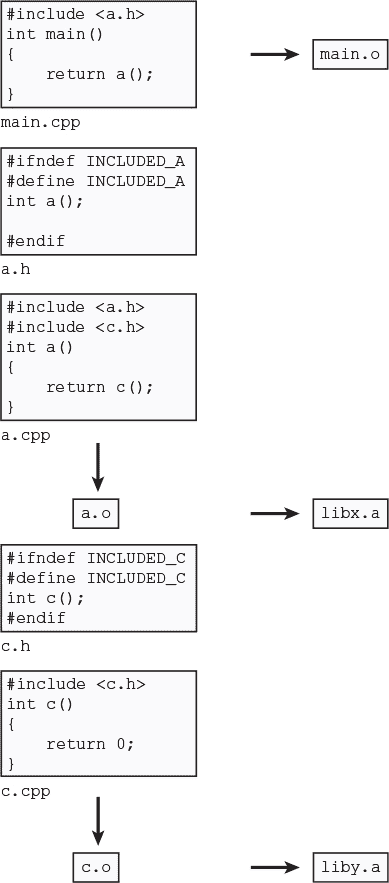 #include <a.h>
int main()
{
    return a();
}
main.o
main.cpp
#ifndef INCLUDED_A
#define INCLUDED_A
int a();
#endif
a.h
#include <a.h>
#include <c.h>
int a()
{
    return c();
}
a.cpp
a.o
libx.a
#ifndef INCLUDED_C
#define INCLUDED_C
int c();
#endif
c.h
#include <c.h>
int c()
{
    return 0;
}
c.cpp
c.o
liby.a